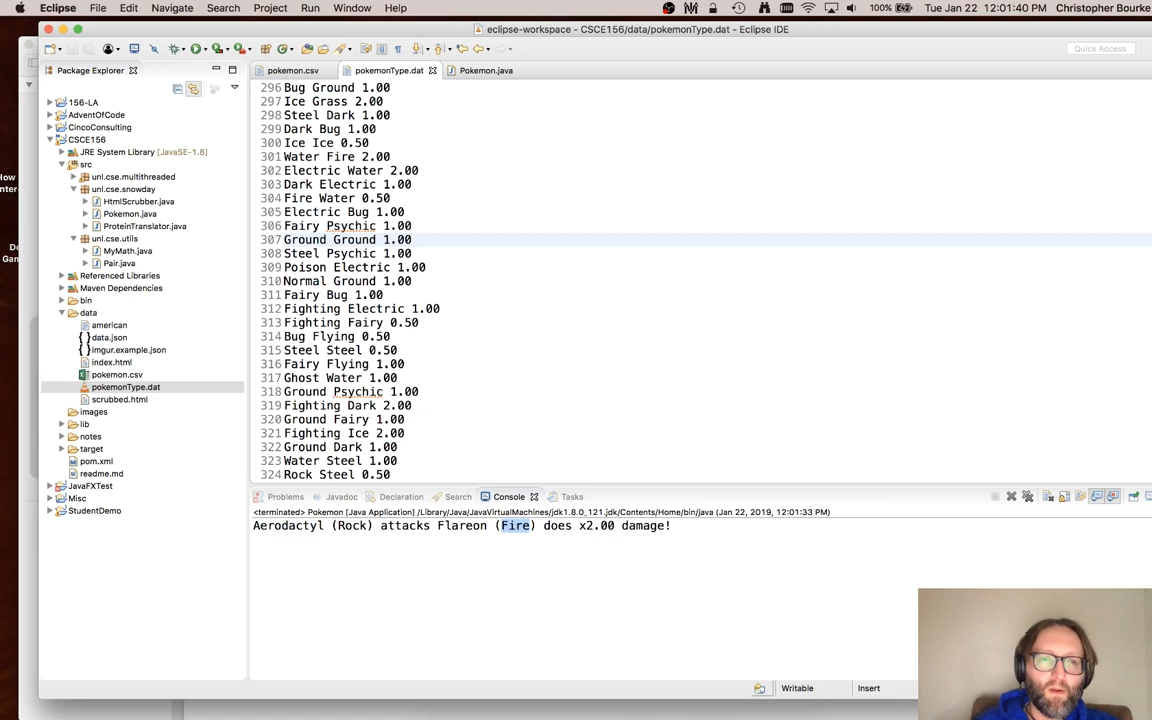 Eclipse File Edit Navigate Search Project Run Window Help 100% Tue Jan 22 12:01:40 PM Christopher Bourke
eclipse-workspace - CSCE156/data/pokemonType.dat - Eclipse IDE
Quick Access
Package Explorer
pokemon.csv pokemonType.dat Pokemon.java
156-LA
AdventOfCode
CincoConsulting
CSCE156
JRE System Library [JavaSE-1.8]
src
unl.cse.multithreaded
unl.cse.snowday
HtmlScrubber.java
Pokemon.java
ProteinTranslator.java
unl.cse.utils
MyMath.java
Pair.java
Referenced Libraries
Maven Dependencies
bin
data
american
data.json
imgur.example.json
index.html
pokemon.csv
pokemonType.dat
scrubbed.html
images
lib
notes
target
pom.xml
readme.md
JavaFXTest
Misc
StudentDemo
296 Bug Ground 1.00
297 Ice Grass 2.00
298 Steel Dark 1.00
299 Dark Bug 1.00
300 Ice Ice 0.50
301 Water Fire 2.00
302 Electric Water 2.00
303 Dark Electric 1.00
304 Fire Water 0.50
305 Electric Bug 1.00
306 Fairy Psychic 1.00
307 Ground Ground 1.00
308 Steel Psychic 1.00
309 Poison Electric 1.00
310 Normal Ground 1.00
311 Fairy Bug 1.00
312 Fighting Electric 1.00
313 Fighting Fairy 0.50
314 Bug Flying 0.50
315 Steel Steel 0.50
316 Fairy Flying 1.00
317 Ghost Water 1.00
318 Ground Psychic 1.00
319 Fighting Dark 2.00
320 Ground Fairy 1.00
321 Fighting Ice 2.00
322 Ground Dark 1.00
323 Water Steel 1.00
324 Rock Steel 0.50
Problems Javadoc Declaration Search Console Tasks
<terminated> Pokemon [Java Application] /Library/Java/JavaVirtualMachines/jdk1.8.0_121.jdk/Contents/Home/bin/java (Jan 22, 2019, 12:01:33 PM)
Aerodactyl (Rock) attacks Flareon (Fire) does x2.00 damage!
Writable Insert